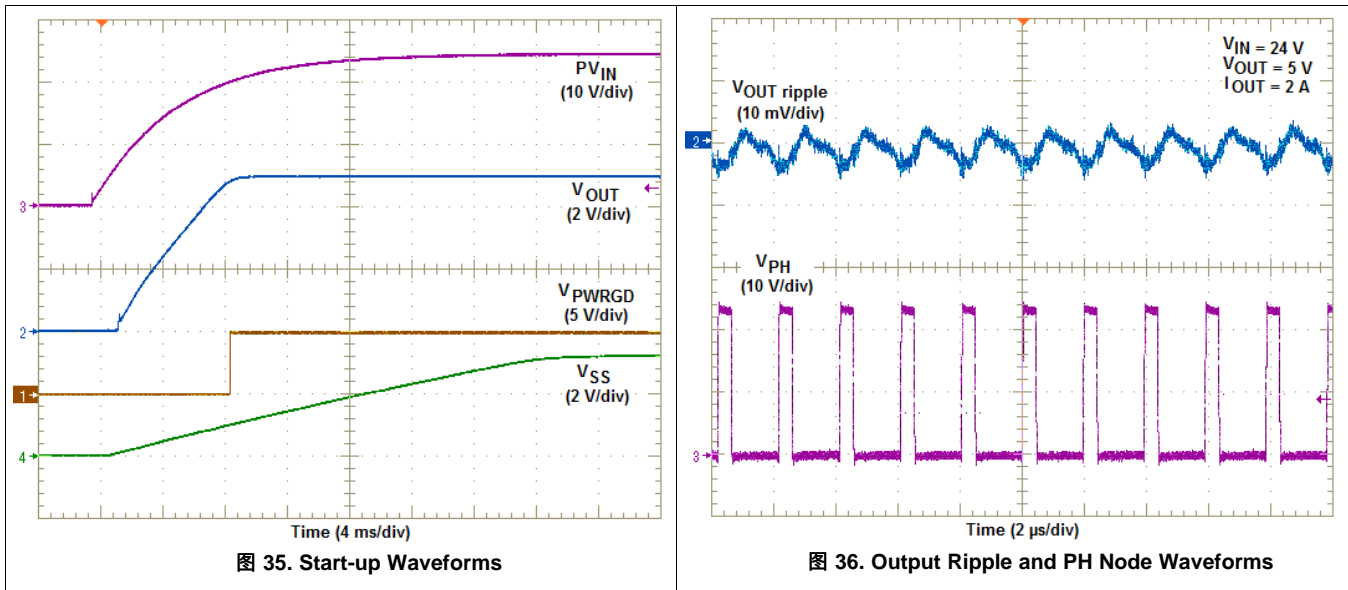 3
PVIN
(10 V/div)
VOUT
(2 V/div)
2
VPWRGD
(5 V/div)
1
VSS
(2 V/div)
4
Time (4 ms/div)
图 35. Start-up Waveforms
VIN = 24 V
VOUT = 5 V
IOUT = 2 A
VOUT ripple
(10 mV/div)
2
VPH
(10 V/div)
3
Time (2 µs/div)
图 36. Output Ripple and PH Node Waveforms